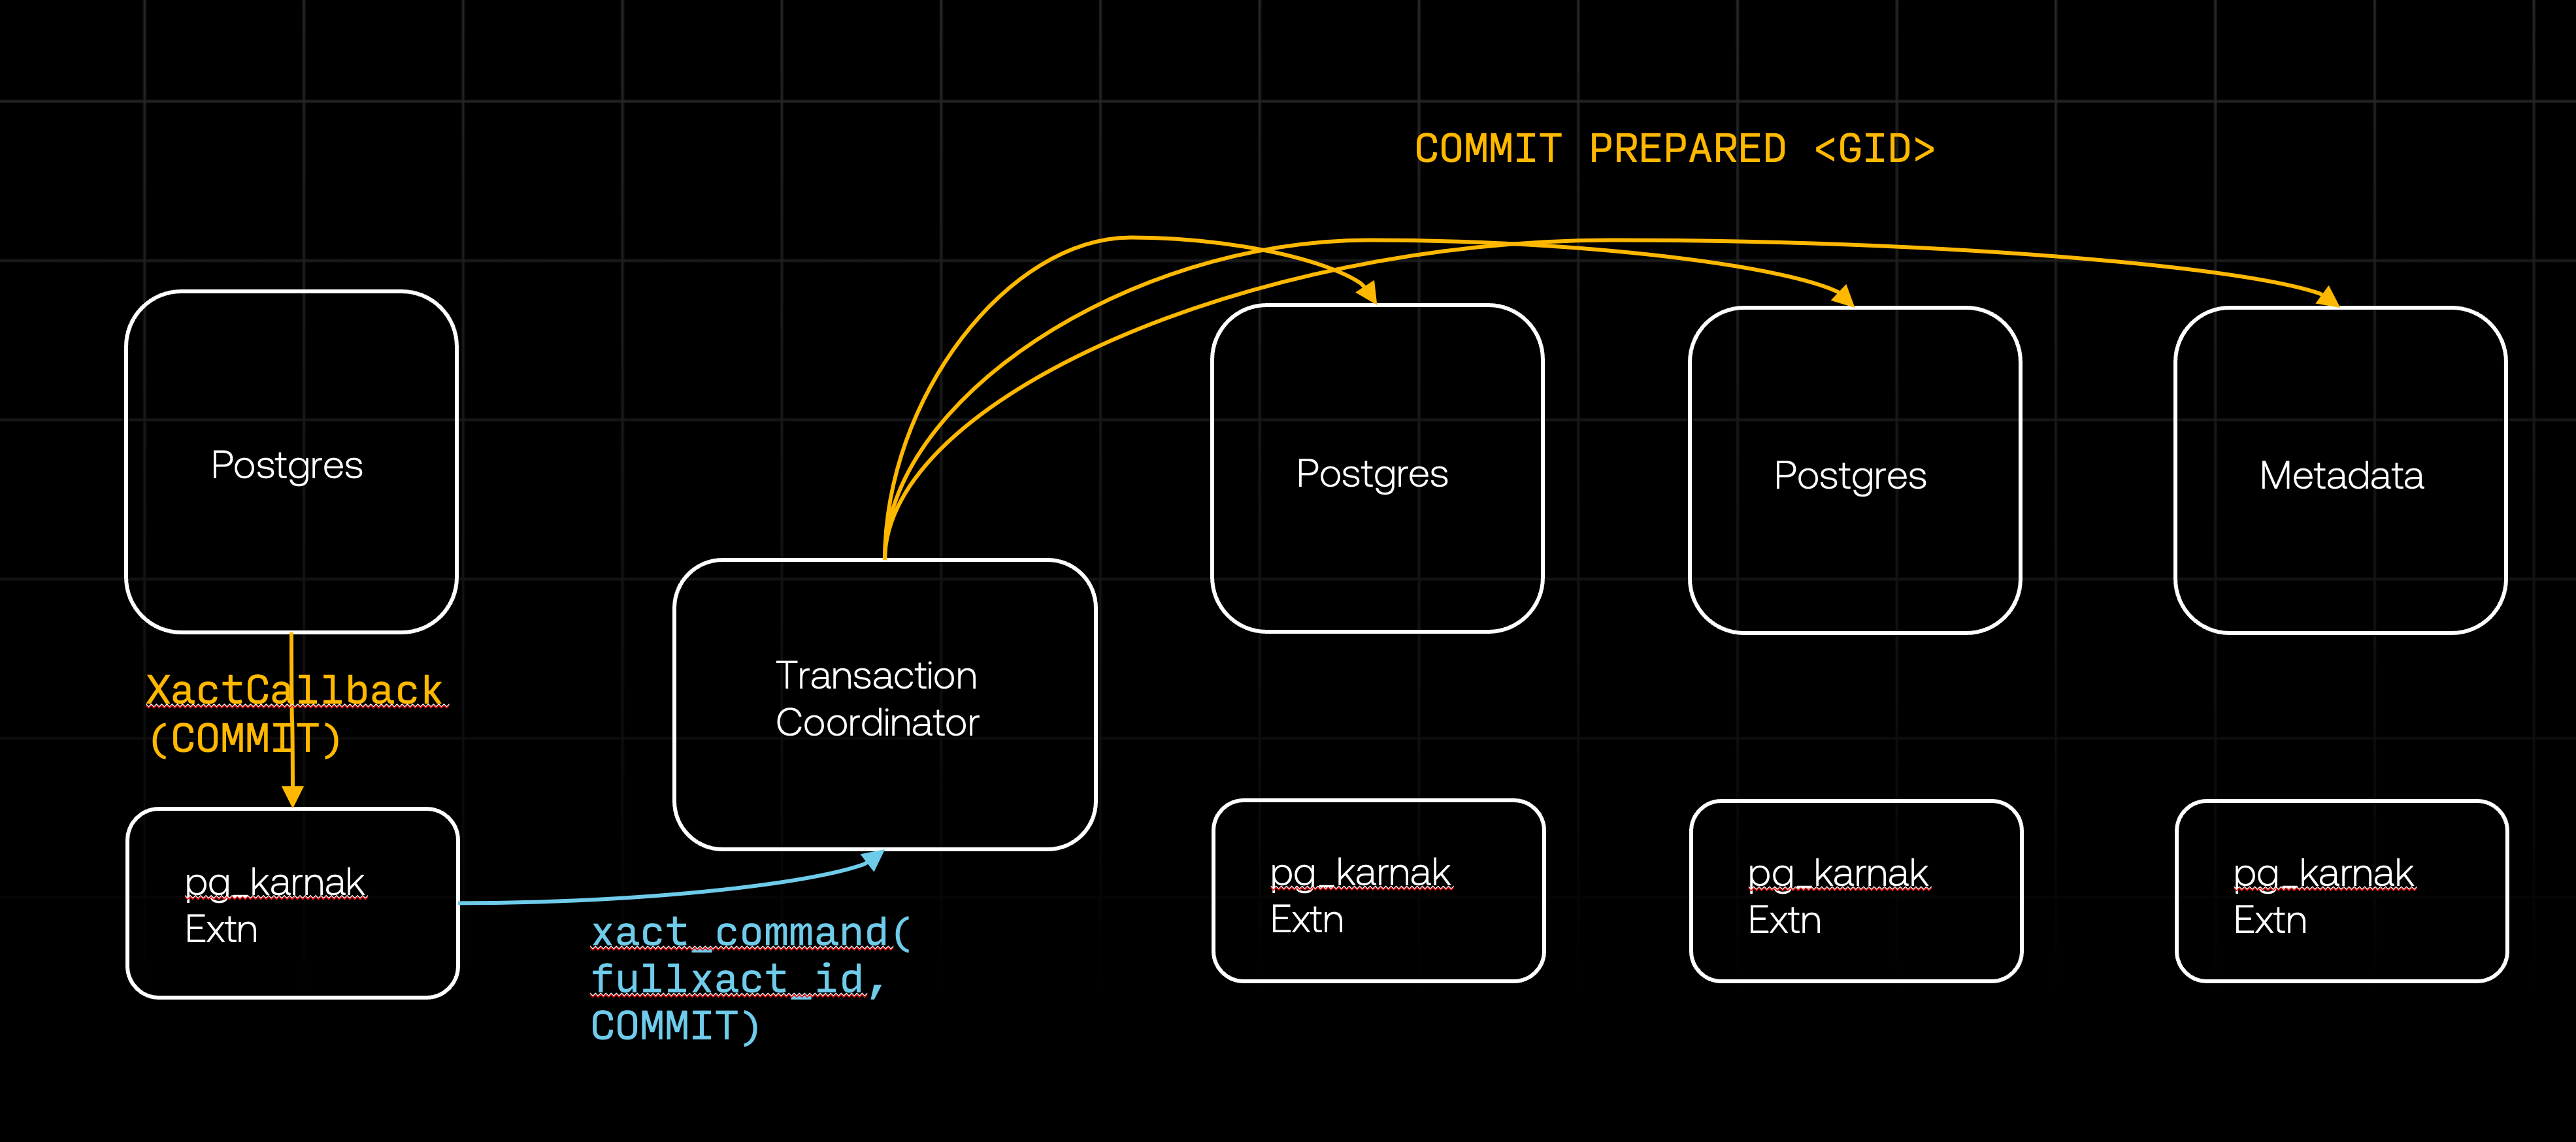 COMMIT PREPARED <GID>
Postgres
Postgres
Postgres
Metadata
XactCallback
(COMMIT)
Transaction
Coordinator
pg_karnak
Extn
xact_command(
fullxact_id,
COMMIT)
pg_karnak
Extn
pg_karnak
Extn
pg_karnak
Extn